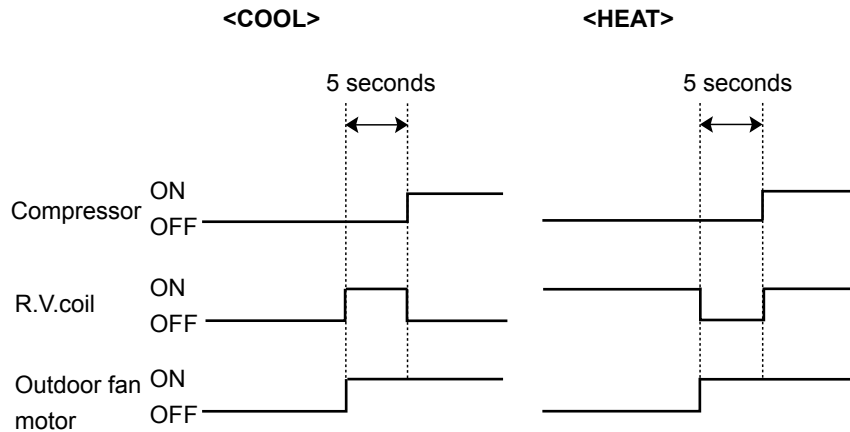 <COOL> <HEAT>
5 seconds 5 seconds
Compressor ON
OFF
R.V.coil ON
OFF
Outdoor fan motor ON
OFF